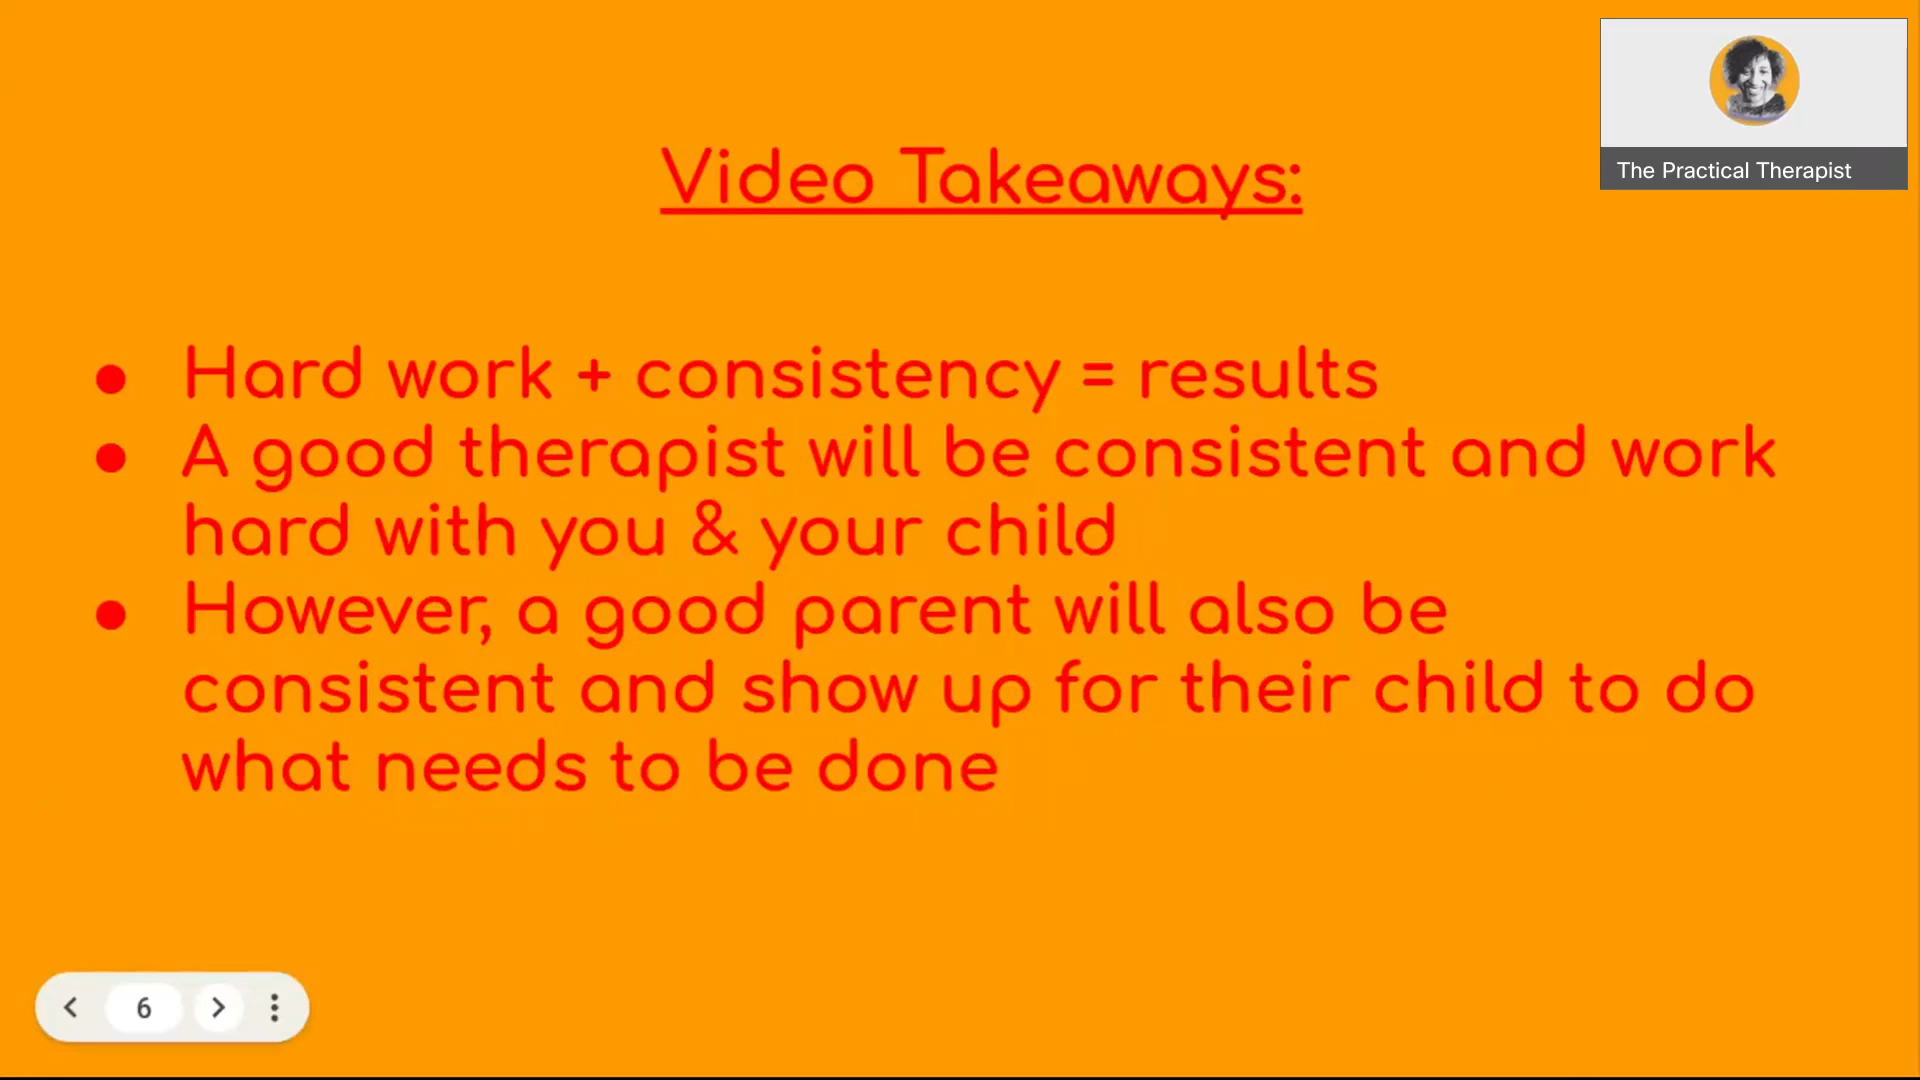 The Practical Therapist
Video Takeaways:
● Hard work + consistency = results
● A good therapist will be consistent and work
hard with you & your child
● However, a good parent will also be
consistent and show up for their child to do
what needs to be done
6